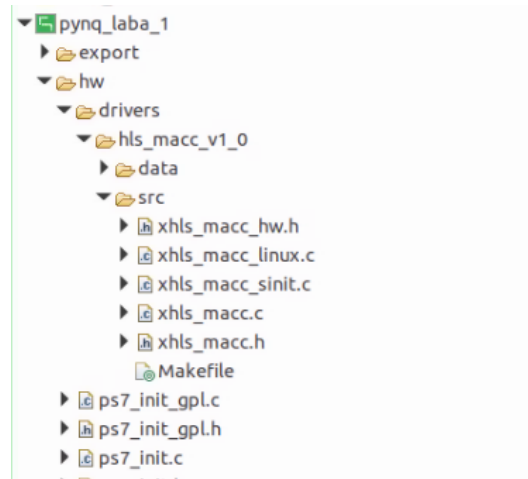 pynq_laba_1
export
hw
drivers
hls_macc_v1_0
data
src
xhls_macc_hw.h
xhls_macc_linux.c
xhls_macc_sinit.c
xhls_macc.c
xhls_macc.h
Makefile
ps7_init_gpl.c
ps7_init_gpl.h
ps7_init.c